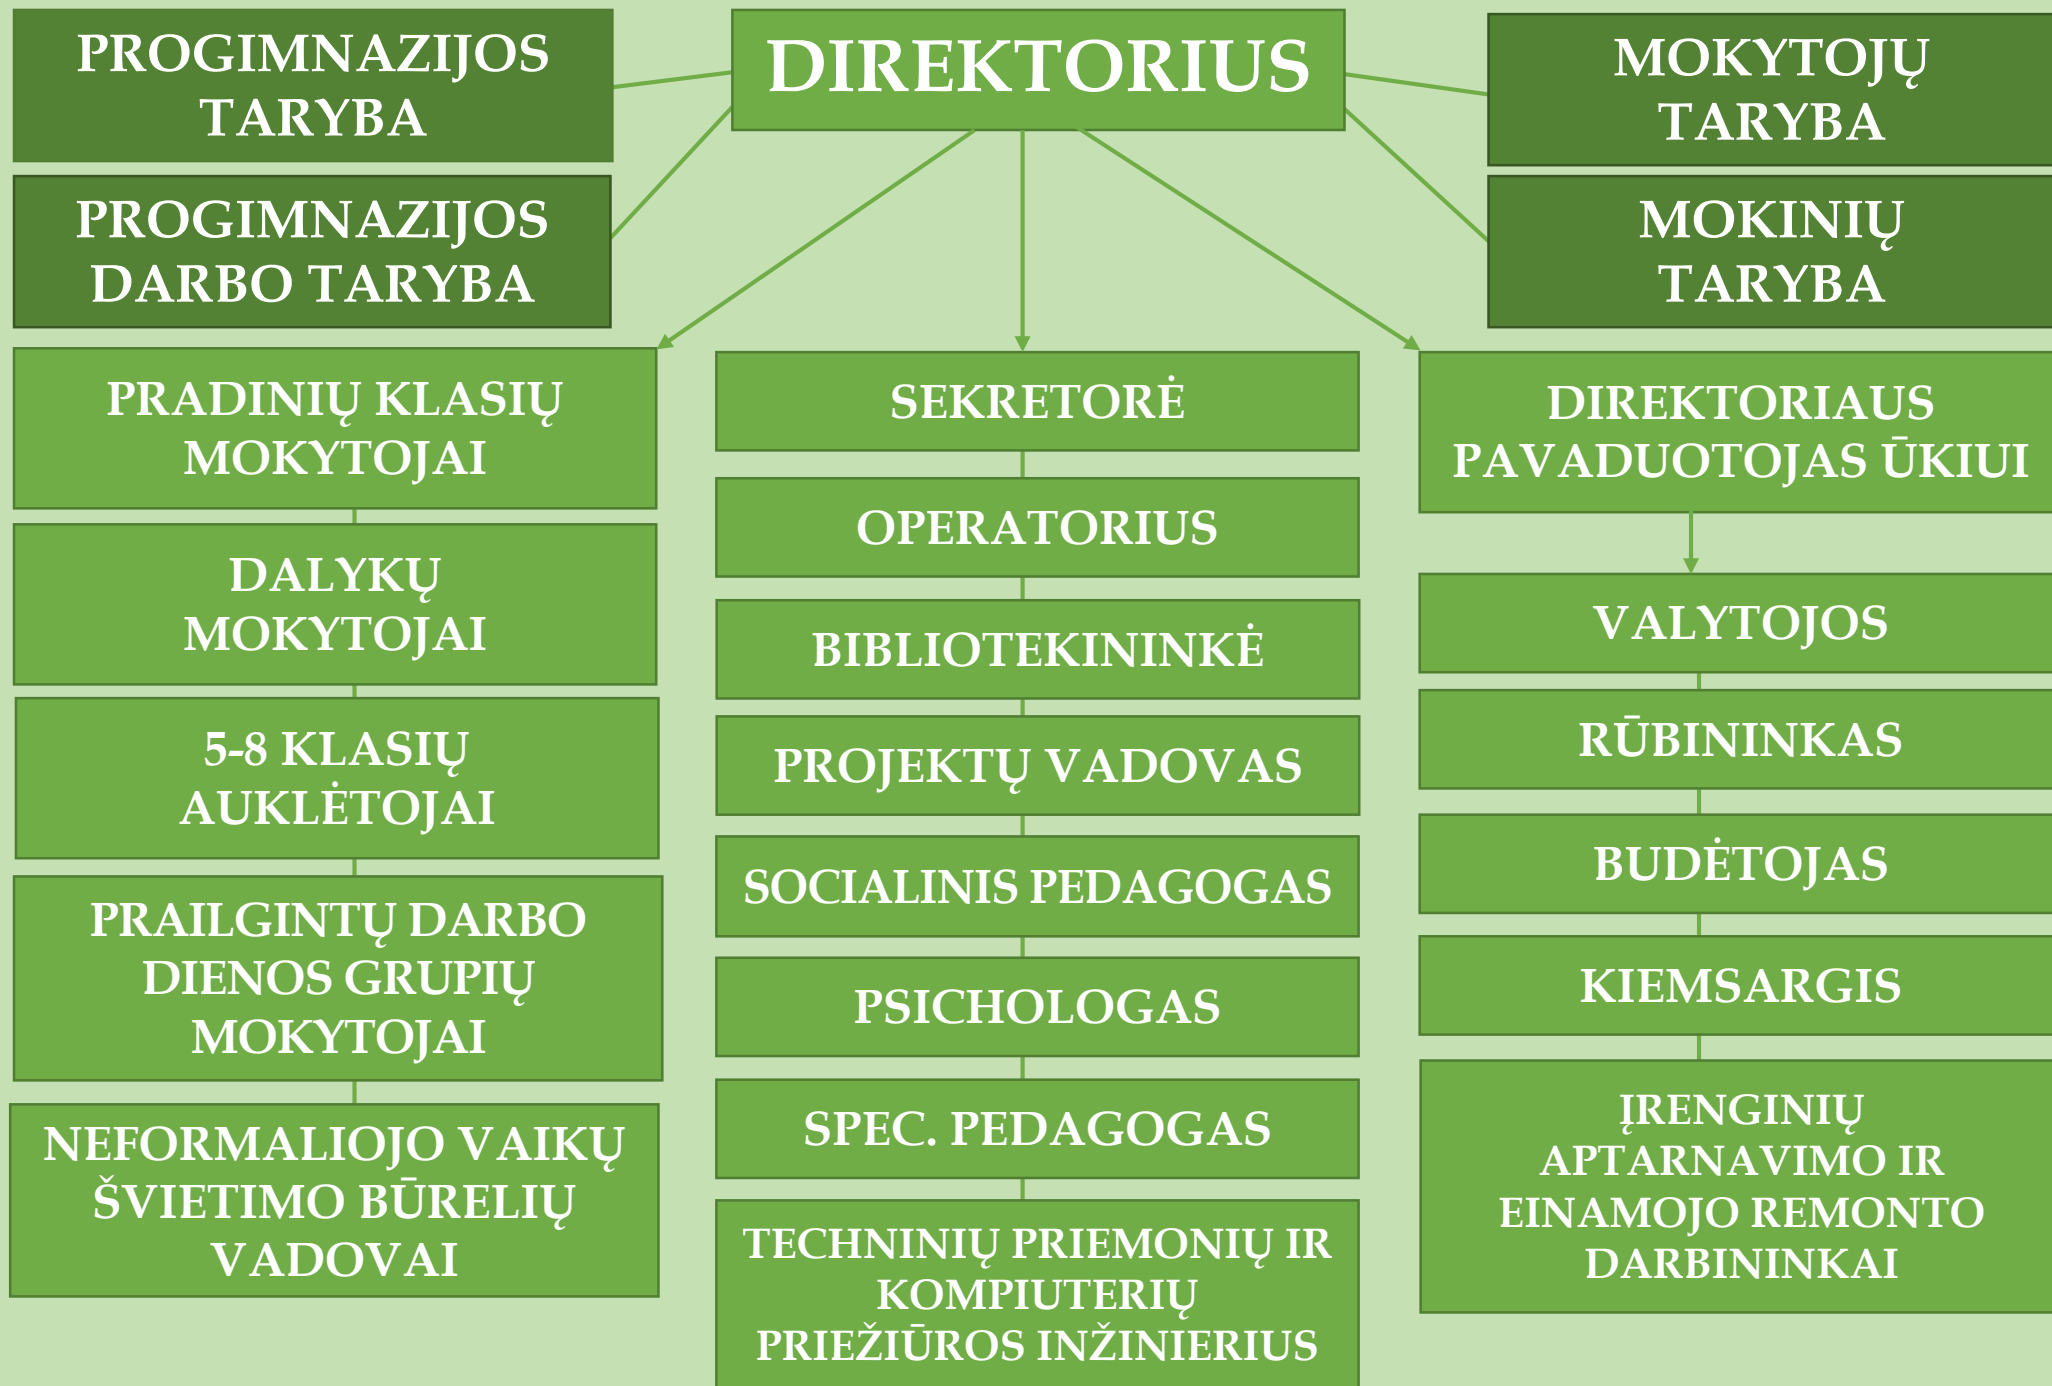 PROGIMNAZIJOS
TARYBA
DIREKTORIUS
MOKYTOJŲ
TARYBA
PROGIMNAZIJOS
DARBO TARYBA
MOKINIŲ
TARYBA
PRADINIŲ KLASIŲ
MOKYTOJAI
DALYKŲ
MOKYTOJAI
5-8 KLASIŲ
AUKLĖTOJAI
PRAILGINTŲ DARBO
DIENOS GRUPIŲ
MOKYTOJAI
NEFORMALIOJO VAIKŲ
ŠVIETIMO BŪRELIŲ
VADOVAI
SEKRETORĖ
OPERATORIUS
BIBLIOTEKININKĖ
PROJEKTŲ VADOVAS
SOCIALINIS PEDAGOGAS
PSICHOLOGAS
SPEC. PEDAGOGAS
TECHNINIŲ PRIEMONIŲ IR
KOMPIUTERIŲ
PRIEŽIŪROS INŽINIERIUS
DIREKTORIAUS
PAVADUOTOJAS ŪKIUI
VALYTOJOS
RŪBININKAS
BUDĖTOJAS
KIEMSARGIS
ĮRENGINIŲ
APTARNAVIMO IR
EINAMOJO REMONTO
DARBININKAI